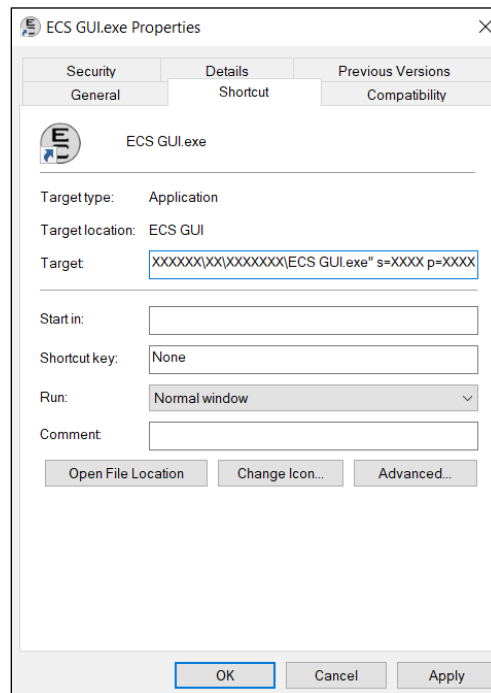 ECS GUI.exe Properties
Security Details Previous Versions
General Shortcut Compatibility
ECS GUI.exe
Target type: Application
Target location: ECS GUI
Target: XXXXXX\XX\XXXXXXX\ECS GUI.exe" s=XXXX p=XXXX
Start in:
Shortcut key: None
Run: Normal window
Comment:
Open File Location Change Icon... Advanced...
OK Cancel Apply